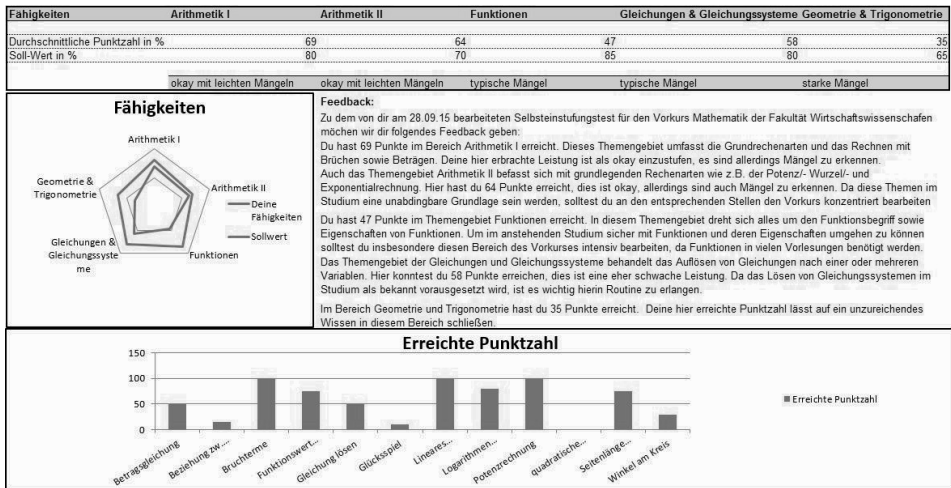 Fähigkeiten Arithmetik I Arithmetik II Funktionen Gleichungen & Gleichungssysteme Geometrie & Trigonometrie
Durchschnittliche Punktzahl in % 69 64 47 58 35
Soll-Wert in % 80 70 85 80 65
okay mit leichten Mängeln okay mit leichten Mängeln typische Mängel typische Mängel starke Mängel
Fähigkeiten
Arithmetik I
Arithmetik II
Funktionen
Gleichungen &
Gleichungssyste
me
Geometrie &
Trigonometrie
Deine
Fähigkeiten
Sollwert
Feedback:
Zu dem von dir am 28.09.15 bearbeiteten Selbsteinstufungstest für den Vorkurs Mathematik der Fakultät Wirtschaftswissenschafen
möchten wir dir folgendes Feedback geben:
Du hast 69 Punkte im Bereich Arithmetik I erreicht. Dieses Themengebiet umfasst die Grundrechenarten und das Rechnen mit
Brüchen sowie Beträgen. Deine hier erbrachte Leistung ist als okay einzustufen, es sind allerdings Mängel zu erkennen.
Auch das Themengebiet Arithmetik II befasst sich mit grundlegenden Rechenarten wie z.B. der Potenz/- Wurzel/- und
Exponentialrechnung. Hier hast du 64 Punkte erreicht, dies ist okay, allerdings sind auch Mängel zu erkennen. Da diese Themen im
Studium eine unabdingbare Grundlage sein werden, solltest du an den entsprechenden Stellen den Vorkurs konzentriert bearbeiten
Du hast 47 Punkte im Themengebiet Funktionen erreicht. In diesem Themengebiet dreht sich alles um den Funktionsbegriff sowie
Eigenschaften von Funktionen. Um im anstehenden Studium sicher mit Funktionen und deren Eigenschaften umgehen zu können
solltest du insbesondere diesen Bereich des Vorkurses intensiv bearbeiten, da Funktionen in vielen Vorlesungen benötigt werden.
Das Themengebiet der Gleichungen und Gleichungssysteme behandelt das Auflösen von Gleichungen nach einer oder mehreren
Variablen. Hier konntest du 58 Punkte erreichen, dies ist eine eher schwache Leistung. Da das Lösen von Gleichungssystemen im
Studium als bekannt vorausgesetzt wird, ist es wichtig hierin Routine zu erlangen.
Im Bereich Geometrie und Trigonometrie hast du 35 Punkte erreicht. Deine hier erreichte Punktzahl lässt auf ein unzureichendes
Wissen in diesem Bereich schließen.
Erreichte Punktzahl
150
100
50
0
Betragsgleichung
Beziehung zw....
Bruchterme
Funktionswert...
Gleichung lösen
Glücksspiel
Lineares...
Logarithmen...
Potenzrechnung
quadratische...
Seitenlänge...
Winkel am Kreis
Erreichte Punktzahl